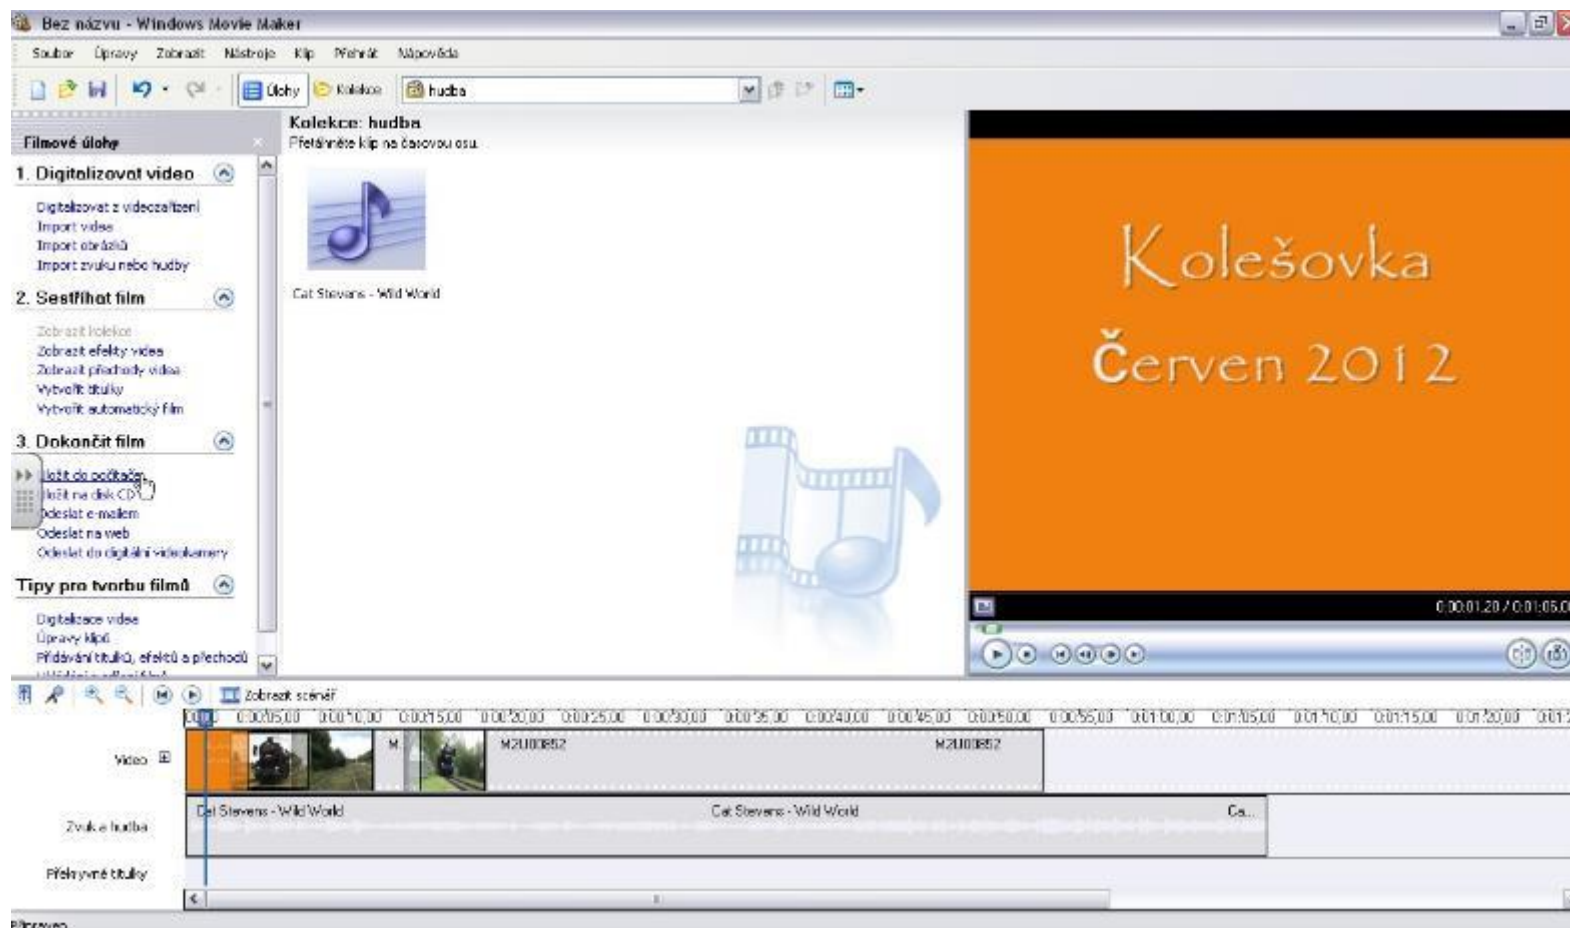 Bez názvu - Windows Movie Maker
Soubor Úpravy Zobrazit Nástroje Klip Přehrát Nápověda
Úlohy Kolekce hudba
Filmové úlohy
1. Digitalizovat video
Digitalizovat z videozařízení
Import videa
Import obrázků
Import zvuku nebo hudby
2. Sestříhat film
Zobrazit kolekce
Zobrazit efekty videa
Zobrazit přechody videa
Vytvořit titulky
Vytvořit automatický film
3. Dokončit film
ložit do počítače
ložit na disk CD
Odeslat e-mailem
Odeslat na web
Odeslat do digitální videokamery
Tipy pro tvorbu filmů
Digitalizace videa
Úpravy klipů
Přidávání titulků, efektů a přechodů
Kolekce: hudba
Přetáhněte klip na časovou osu.
Cat Stevens - Wild World
Kolešovka
Červen 2012
0:00:01,20 / 0:01:06,0
Zobrazit scénář
0:00:05,00 0:00:10,00 0:00:15,00 0:00:20,00 0:00:25,00 0:00:30,00 0:00:35,00 0:00:40,00 0:00:45,00 0:00:50,00 0:00:55,00 0:01:00,00 0:01:05,00 0:01:10,00 0:01:15,00 0:01:20,00
Video M... M2U00852 M2U00852
Zvuk a hudba Cat Stevens - Wild World Cat Stevens - Wild World Ca...
Překryvné titulky
Připraven